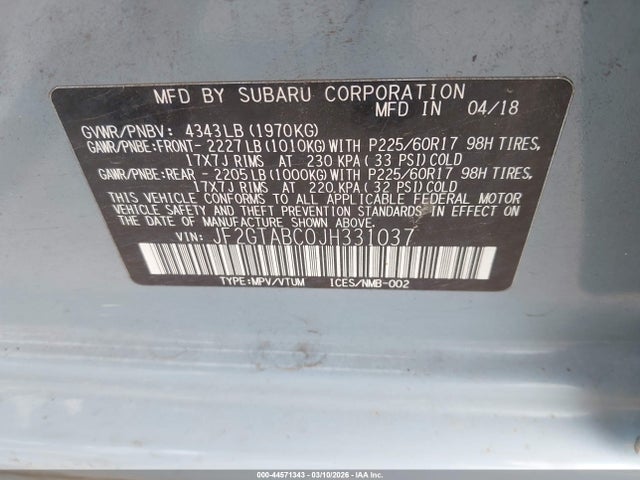 MFD BY SUBARU CORPORATION
MFD IN 04/18
GVWR/PNBV: 4343LB(1970KG)
GAWR/PNBE:FRONT- 2227LB(1010KG)WITH P225/60R17 98H TIRES,
17X7J RIMS AT 230 KPA(33 PSI)COLD
GAWR/PNBE:REAR - 2205LB(1000KG)WITH P225/60R17 98H TIRES,
17X7J RIMS AT 220 KPA(32 PSI)COLD
THIS VEHICLE CONFORMS TO ALL APPLICABLE FEDERAL MOTOR
VEHICLE SAFETY AND THEFT PREVENTION STANDARDS IN EFFECT ON
THE DATE OF MANUFACTURE SHOWN ABOVE.
VIN: JF2GTABC0JH331037
TYPE:MPV/VTUM ICES/NMB-002
000-44571343 - 03/10/2026 - IAA Inc.